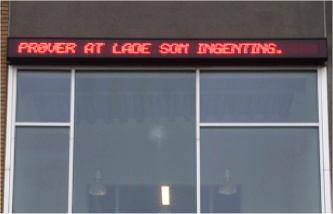 PRØVER AT LADE SOM INGENTING.